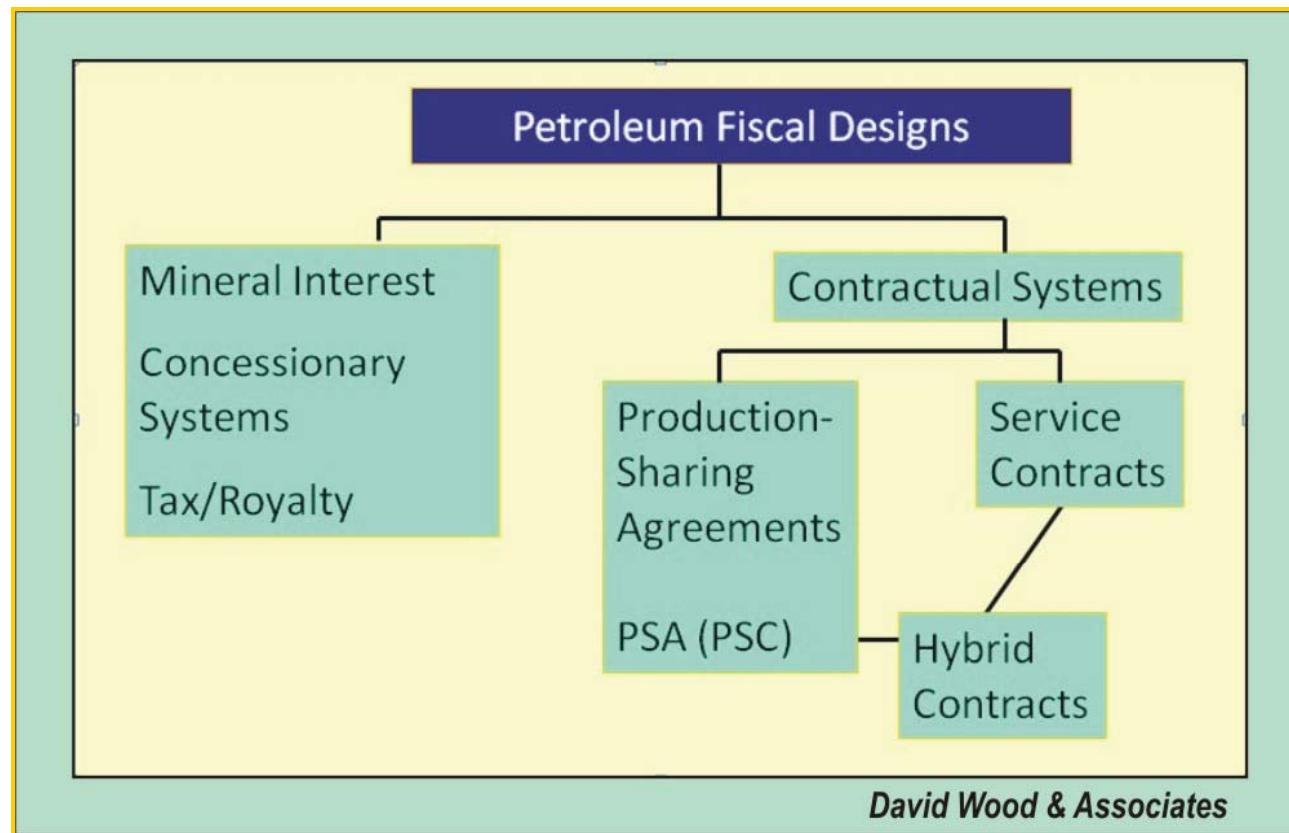 Petroleum Fiscal Designs
Mineral Interest
Concessionary
Systems
Tax/Royalty
Contractual Systems
Production-
Sharing
Agreements
PSA (PSC)
Service
Contracts
Hybrid
Contracts
David Wood & Associates